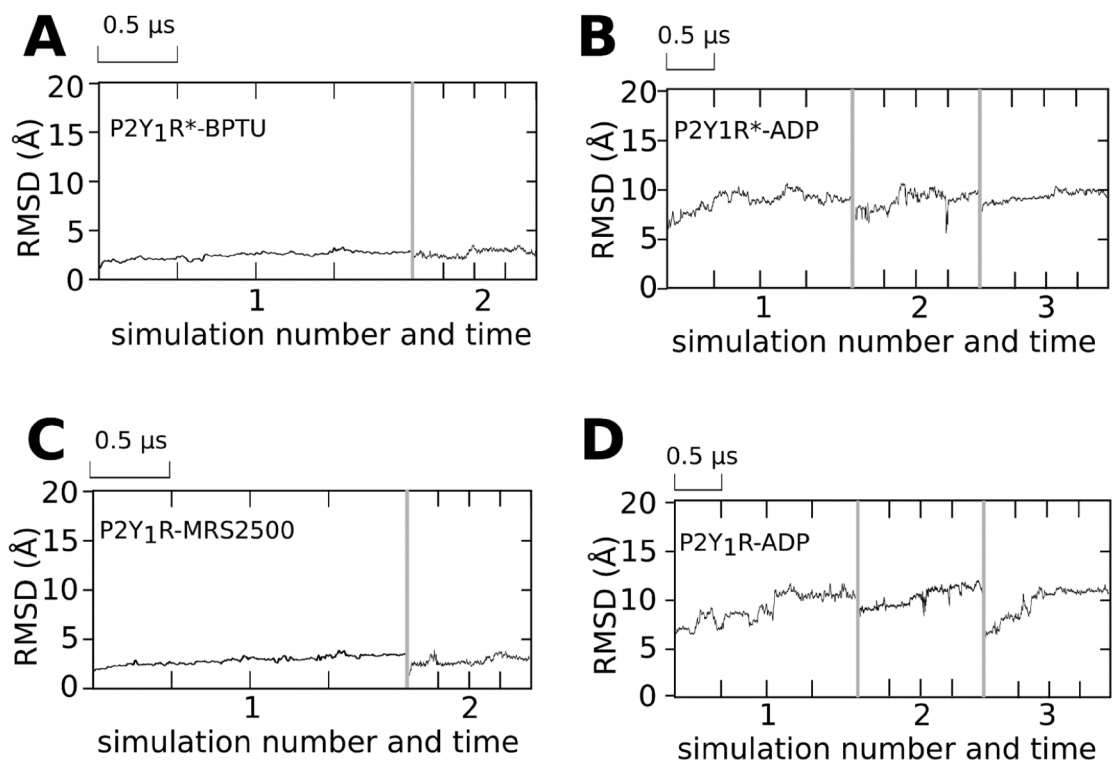 A
0.5 µs
20
15
10
5
0
RMSD (Å)
P2Y1R*-BPTU
1
2
simulation number and time
B
0.5 µs
20
15
10
5
0
RMSD (Å)
P2Y1R*-ADP
1
2
3
simulation number and time
C
0.5 µs
20
15
10
5
0
RMSD (Å)
P2Y1R-MRS2500
1
2
simulation number and time
D
0.5 µs
20
15
10
5
0
RMSD (Å)
P2Y1R-ADP
1
2
3
simulation number and time